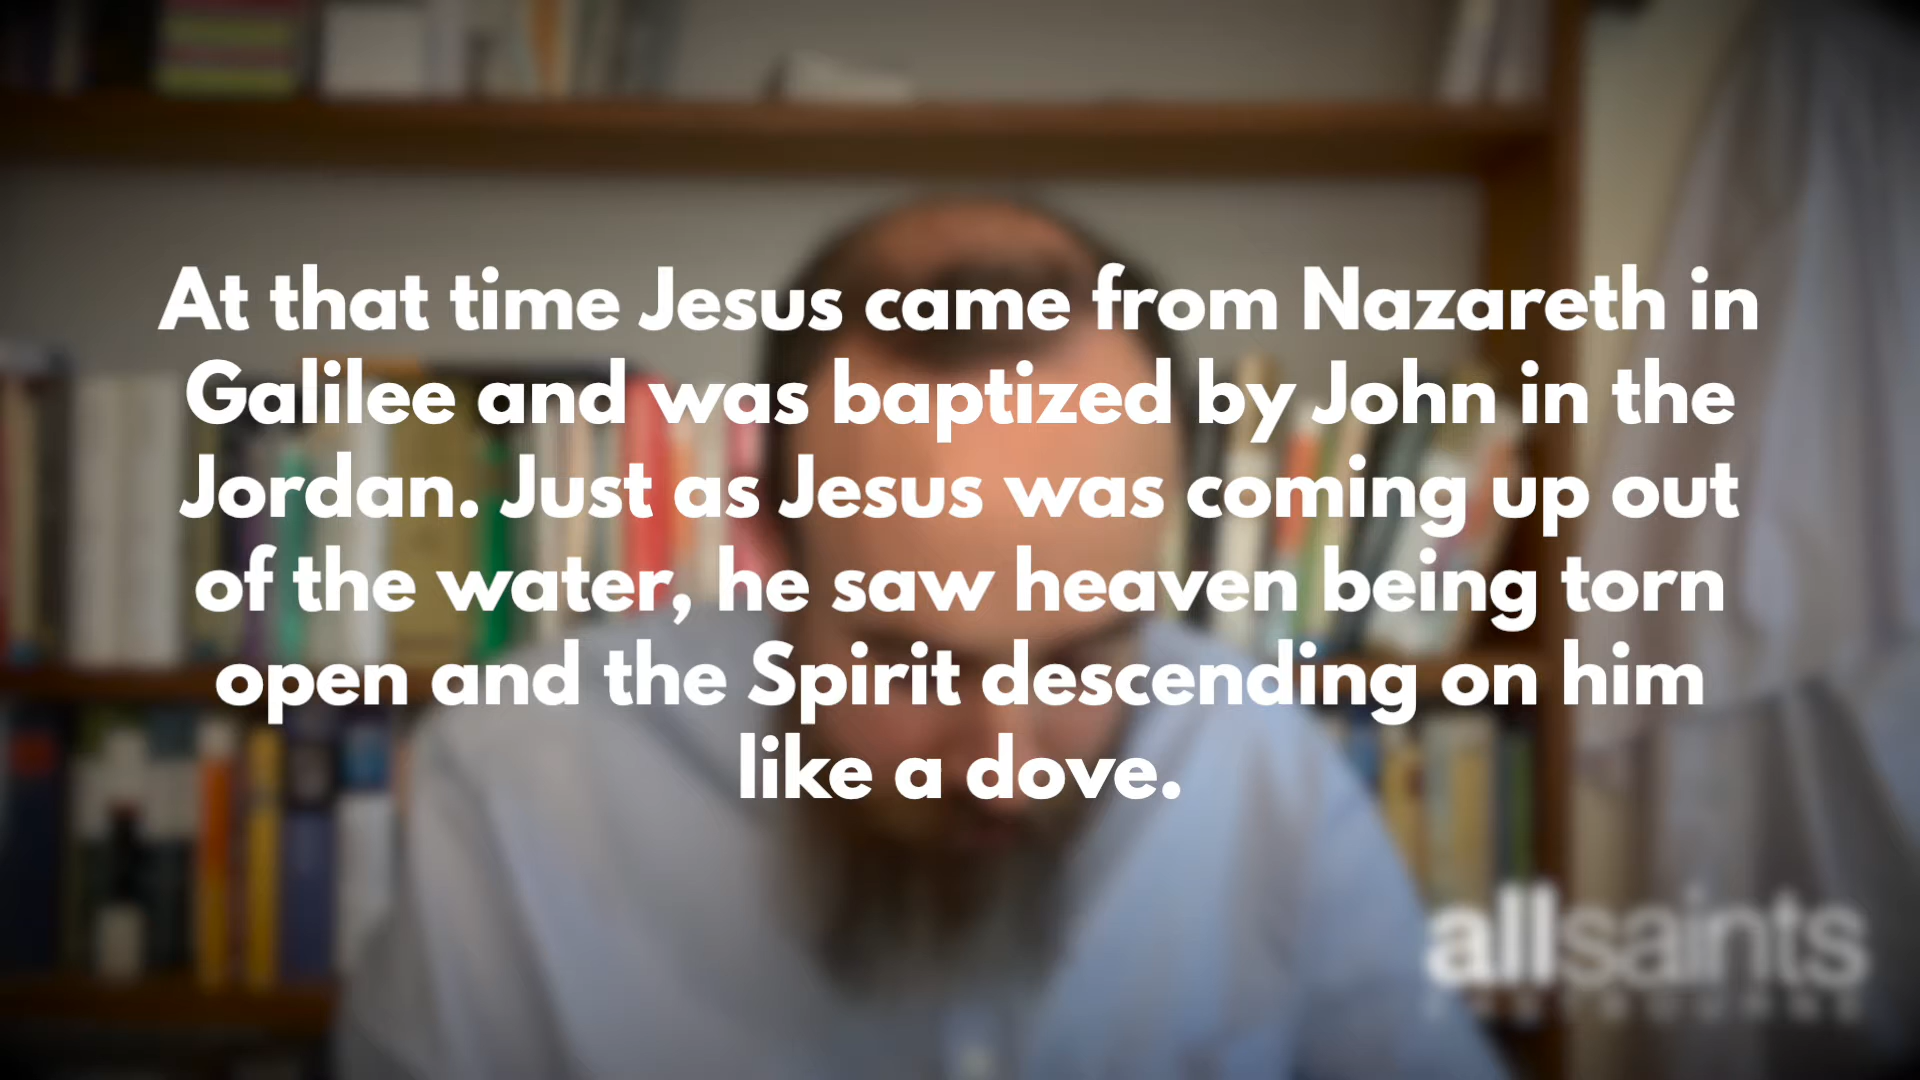 At that time Jesus came from Nazareth in
Galilee and was baptized by John in the
Jordan. Just as Jesus was coming up out
of the water, he saw heaven being torn
open and the Spirit descending on him
like a dove.
allsaints